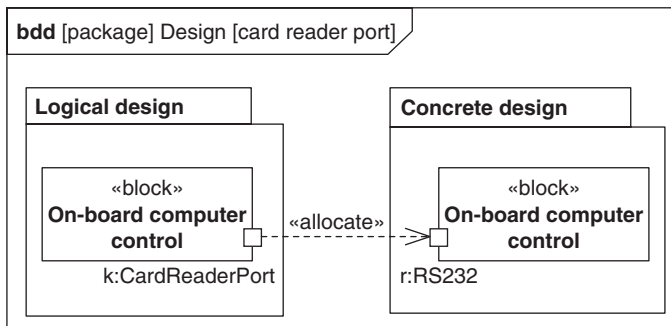 bdd [package] Design [card reader port]
Logical design
«block»
On-board computer
control
k:CardReaderPort
«allocate»
Concrete design
«block»
On-board computer
control
r:RS232